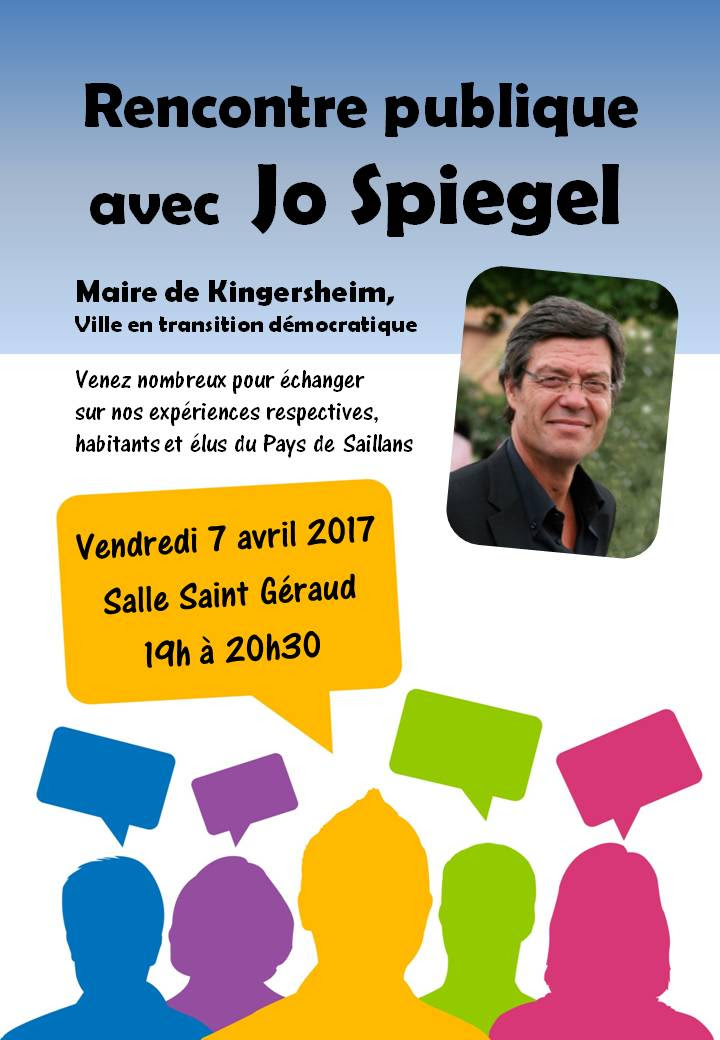 Rencontre publique
avec Jo Spiegel
Maire de Kingersheim,
Ville en transition démocratique
Venez nombreux pour échanger
sur nos expériences respectives,
habitants et élus du Pays de Saillans
Vendredi 7 avril 2017
Salle Saint Géraud
19h à 20h30